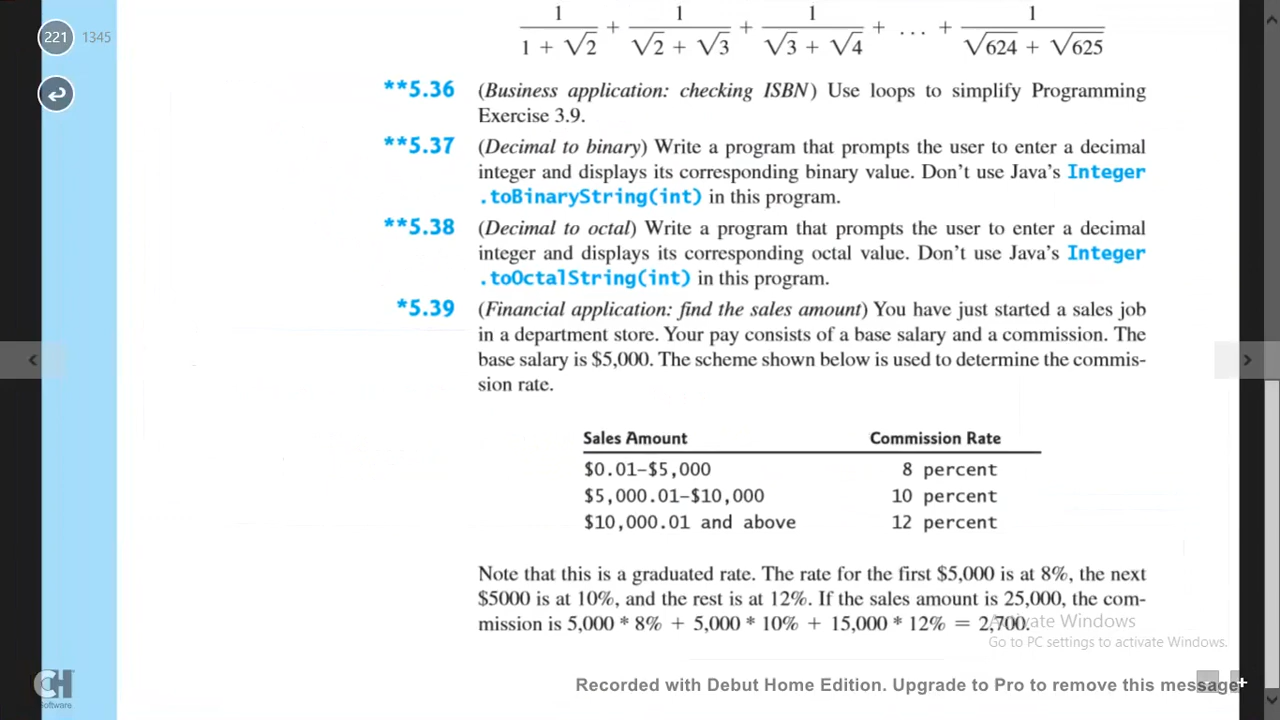 221 1345
1/(1 + √2) + 1/(√2 + √3) + 1/(√3 + √4) + ... + 1/(√624 + √625)
**5.36 (Business application: checking ISBN) Use loops to simplify Programming
Exercise 3.9.
**5.37 (Decimal to binary) Write a program that prompts the user to enter a decimal
integer and displays its corresponding binary value. Don't use Java's Integer
.toBinaryString(int) in this program.
**5.38 (Decimal to octal) Write a program that prompts the user to enter a decimal
integer and displays its corresponding octal value. Don't use Java's Integer
.toOctalString(int) in this program.
*5.39 (Financial application: find the sales amount) You have just started a sales job
in a department store. Your pay consists of a base salary and a commission. The
base salary is $5,000. The scheme shown below is used to determine the commis-
sion rate.
Sales Amount Commission Rate
$0.01–$5,000 8 percent
$5,000.01–$10,000 10 percent
$10,000.01 and above 12 percent
Note that this is a graduated rate. The rate for the first $5,000 is at 8%, the next
$5000 is at 10%, and the rest is at 12%. If the sales amount is 25,000, the com-
mission is 5,000 * 8% + 5,000 * 10% + 15,000 * 12% = 2,700.
Activate Windows
Go to PC settings to activate Windows.
CH
Software
Recorded with Debut Home Edition. Upgrade to Pro to remove this message